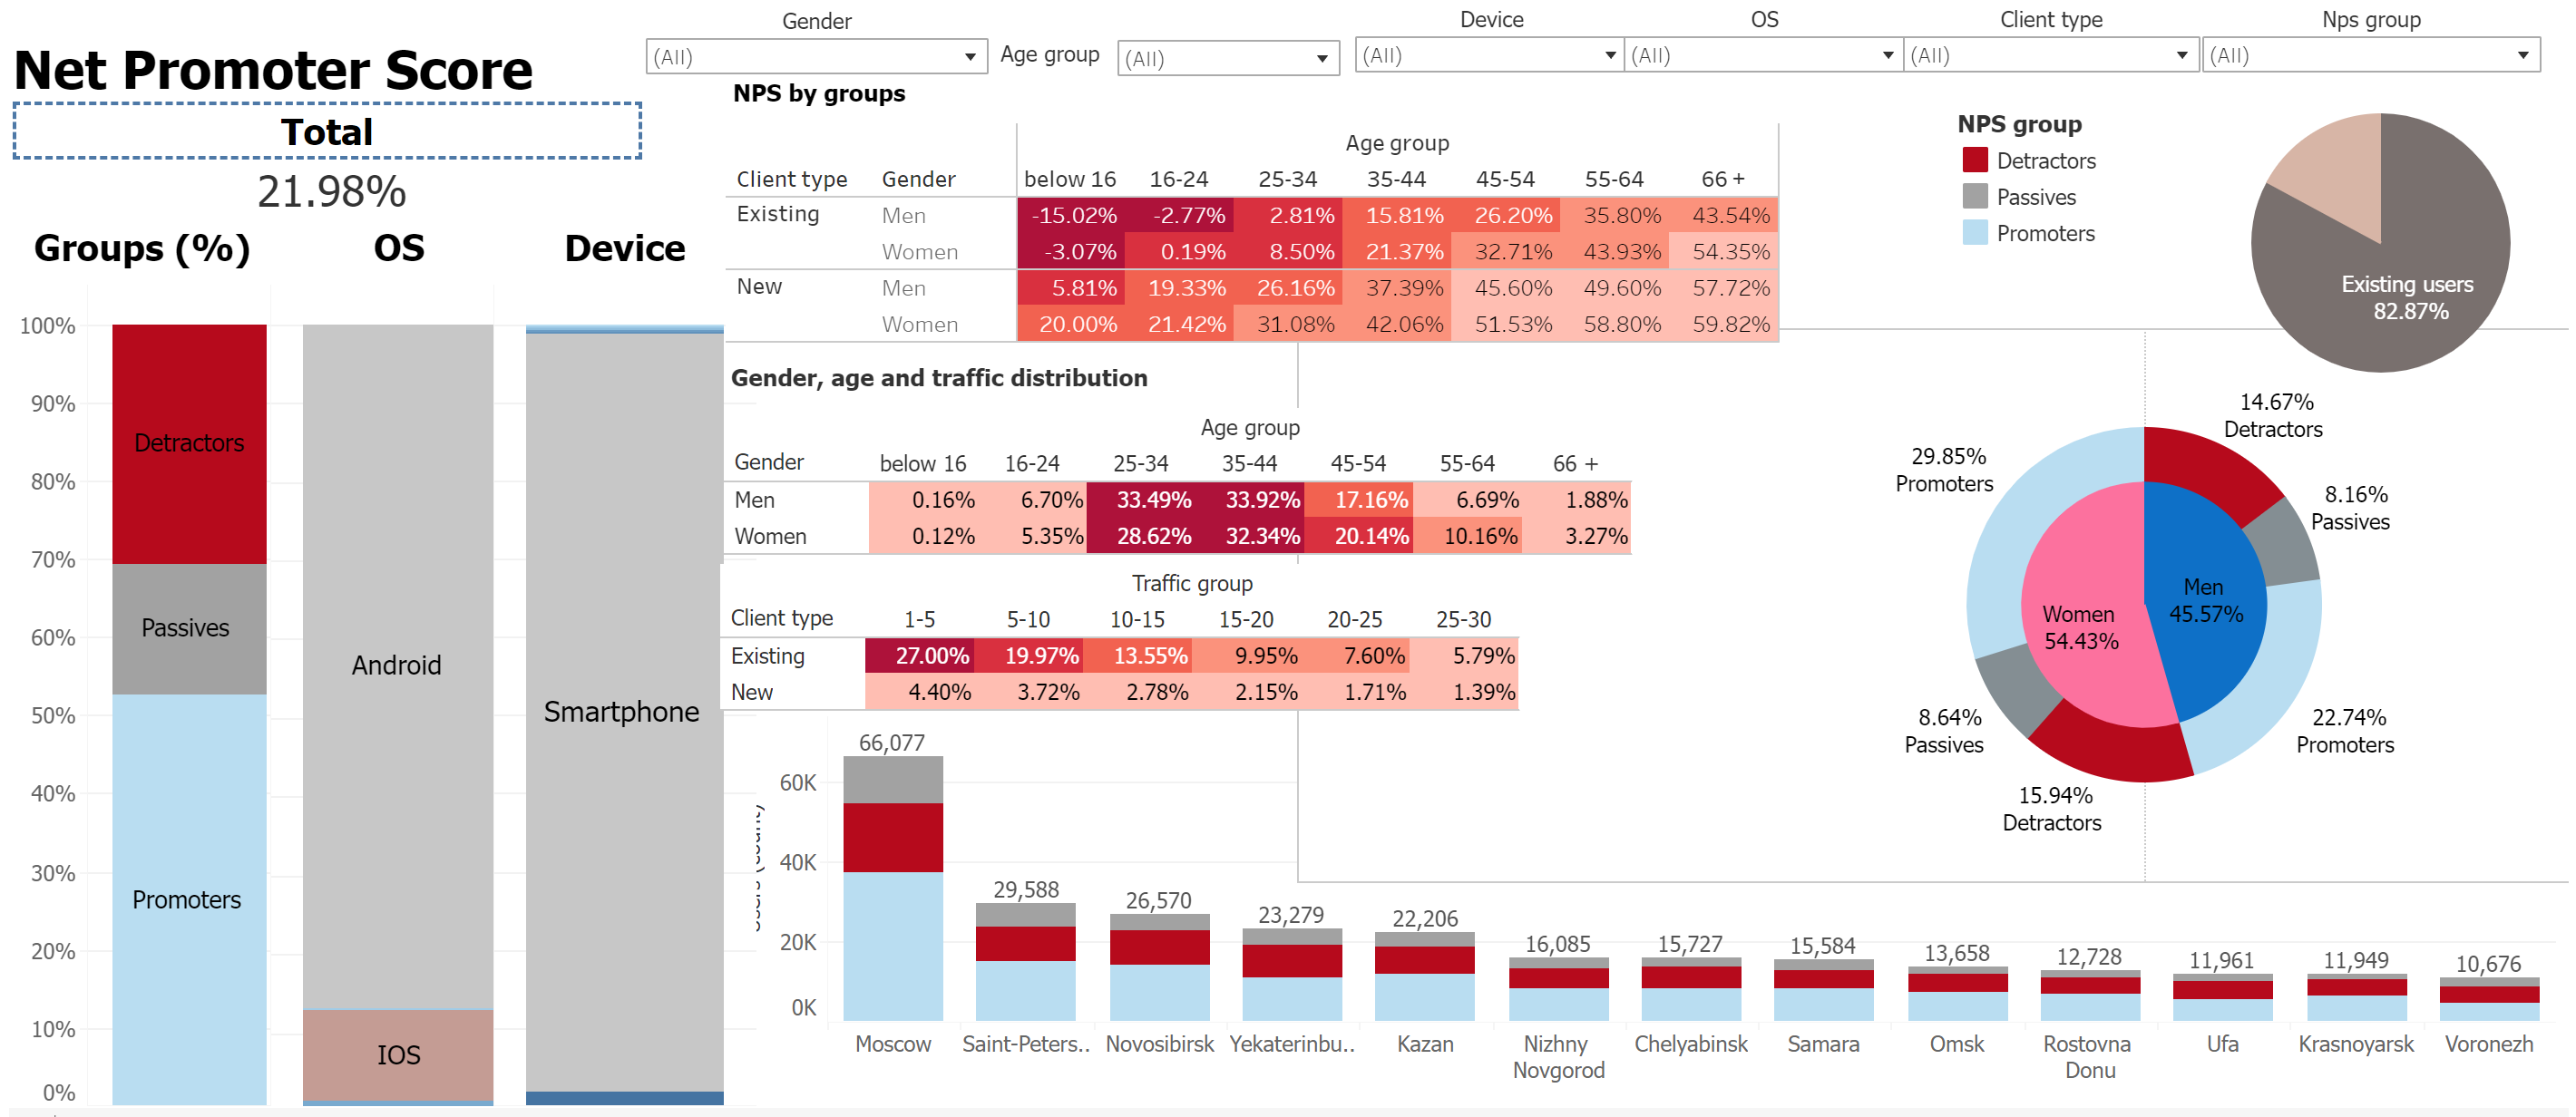 Gender
Age group
Device
OS
Client type
Nps group
(All)
(All)
(All)
(All)
(All)
(All)
Net Promoter Score
Total
21.98%
Groups (%)
OS
Device
100%
90%
80%
70%
60%
50%
40%
30%
20%
10%
0%
Detractors
Passives
Promoters
Android
IOS
Smartphone
NPS by groups
Age group
Client type Gender below 16 16-24 25-34 35-44 45-54 55-64 66 +
Existing Men -15.02% -2.77% 2.81% 15.81% 26.20% 35.80% 43.54%
Women -3.07% 0.19% 8.50% 21.37% 32.71% 43.93% 54.35%
New Men 5.81% 19.33% 26.16% 37.39% 45.60% 49.60% 57.72%
Women 20.00% 21.42% 31.08% 42.06% 51.53% 58.80% 59.82%
NPS group
Detractors
Passives
Promoters
Existing users
82.87%
Gender, age and traffic distribution
Age group
Gender below 16 16-24 25-34 35-44 45-54 55-64 66 +
Men 0.16% 6.70% 33.49% 33.92% 17.16% 6.69% 1.88%
Women 0.12% 5.35% 28.62% 32.34% 20.14% 10.16% 3.27%
Traffic group
Client type 1-5 5-10 10-15 15-20 20-25 25-30
Existing 27.00% 19.97% 13.55% 9.95% 7.60% 5.79%
New 4.40% 3.72% 2.78% 2.15% 1.71% 1.39%
14.67%
Detractors
8.16%
Passives
22.74%
Promoters
15.94%
Detractors
8.64%
Passives
29.85%
Promoters
Men
45.57%
Women
54.43%
60K
40K
20K
0K
66,077
29,588
26,570
23,279
22,206
16,085
15,727
15,584
13,658
12,728
11,961
11,949
10,676
Moscow
Saint-Peters..
Novosibirsk
Yekaterinbu..
Kazan
Nizhny
Novgorod
Chelyabinsk
Samara
Omsk
Rostovna
Donu
Ufa
Krasnoyarsk
Voronezh